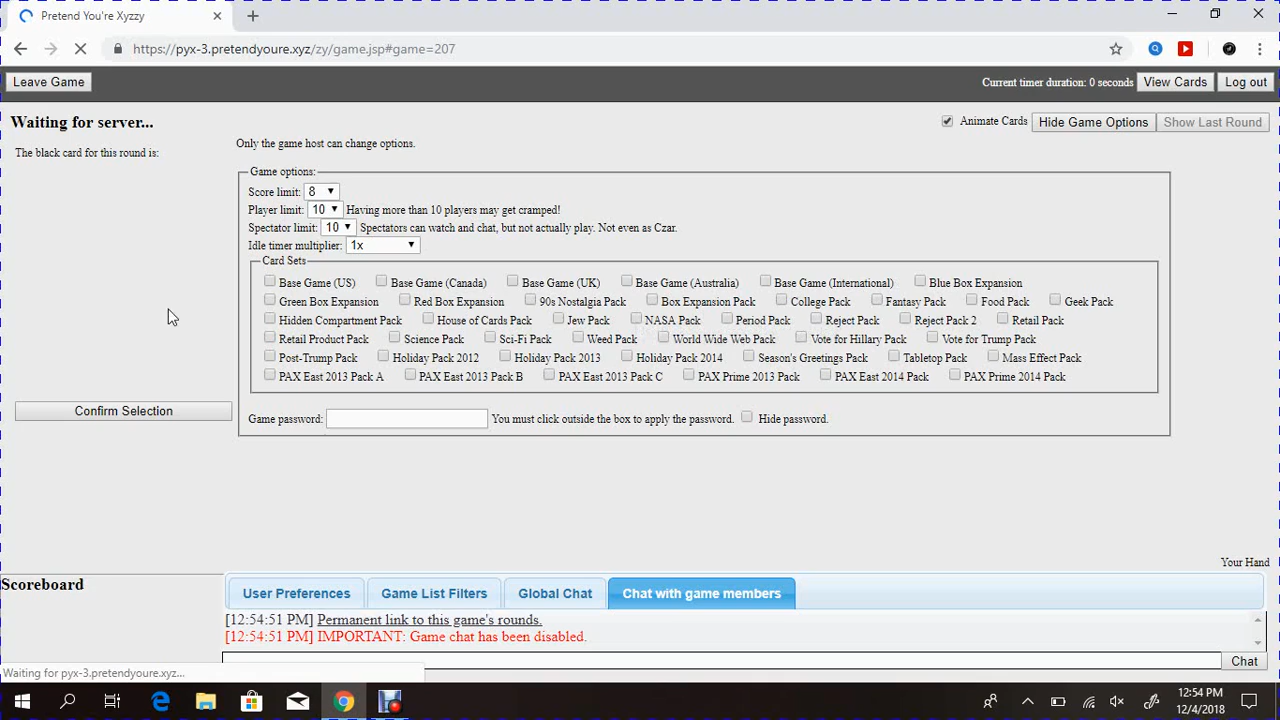 Pretend You're Xyzzy
https://pyx-3.pretendyoure.xyz/zy/game.jsp#game=207
Leave Game
Current timer duration: 0 seconds View Cards Log out
Waiting for server...
Animate Cards Hide Game Options Show Last Round
The black card for this round is:
Only the game host can change options.
Game options:
Score limit: 8
Player limit: 10 Having more than 10 players may get cramped!
Spectator limit: 10 Spectators can watch and chat, but not actually play. Not even as Czar.
Idle timer multiplier: 1x
Card Sets
Base Game (US) Base Game (Canada) Base Game (UK) Base Game (Australia) Base Game (International) Blue Box Expansion
Green Box Expansion Red Box Expansion 90s Nostalgia Pack Box Expansion Pack College Pack Fantasy Pack Food Pack Geek Pack
Hidden Compartment Pack House of Cards Pack Jew Pack NASA Pack Period Pack Reject Pack Reject Pack 2 Retail Pack
Retail Product Pack Science Pack Sci-Fi Pack Weed Pack World Wide Web Pack Vote for Hillary Pack Vote for Trump Pack
Post-Trump Pack Holiday Pack 2012 Holiday Pack 2013 Holiday Pack 2014 Season's Greetings Pack Tabletop Pack Mass Effect Pack
PAX East 2013 Pack A PAX East 2013 Pack B PAX East 2013 Pack C PAX Prime 2013 Pack PAX East 2014 Pack PAX Prime 2014 Pack
Confirm Selection
Game password: You must click outside the box to apply the password. Hide password.
Your Hand
Scoreboard
User Preferences Game List Filters Global Chat Chat with game members
[12:54:51 PM] Permanent link to this game's rounds.
[12:54:51 PM] IMPORTANT: Game chat has been disabled.
Chat
Waiting for pyx-3.pretendyoure.xyz...
12:54 PM
12/4/2018